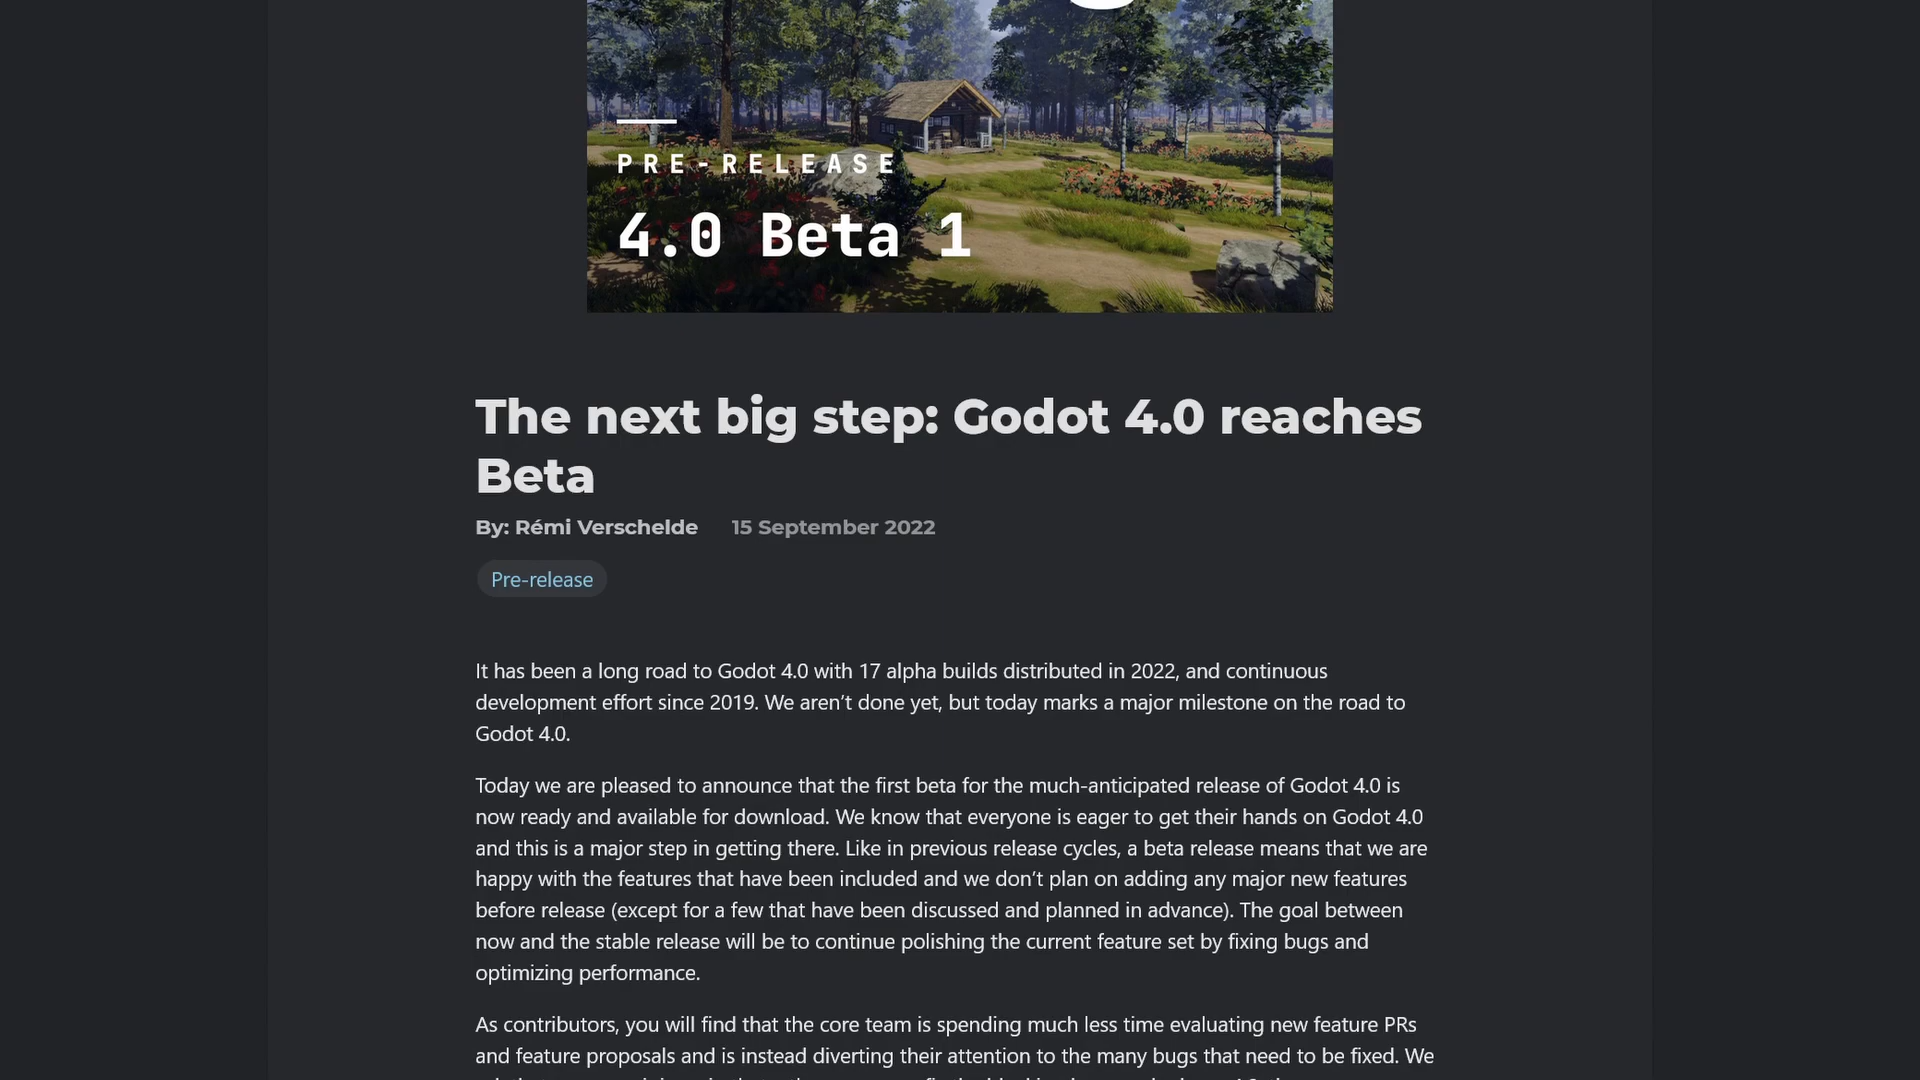 PRE-RELEASE
4.0 Beta 1
The next big step: Godot 4.0 reaches
Beta
By: Rémi Verschelde 15 September 2022
Pre-release
It has been a long road to Godot 4.0 with 17 alpha builds distributed in 2022, and continuous
development effort since 2019. We aren’t done yet, but today marks a major milestone on the road to
Godot 4.0.
Today we are pleased to announce that the first beta for the much-anticipated release of Godot 4.0 is
now ready and available for download. We know that everyone is eager to get their hands on Godot 4.0
and this is a major step in getting there. Like in previous release cycles, a beta release means that we are
happy with the features that have been included and we don’t plan on adding any major new features
before release (except for a few that have been discussed and planned in advance). The goal between
now and the stable release will be to continue polishing the current feature set by fixing bugs and
optimizing performance.
As contributors, you will find that the core team is spending much less time evaluating new feature PRs
and feature proposals and is instead diverting their attention to the many bugs that need to be fixed. We